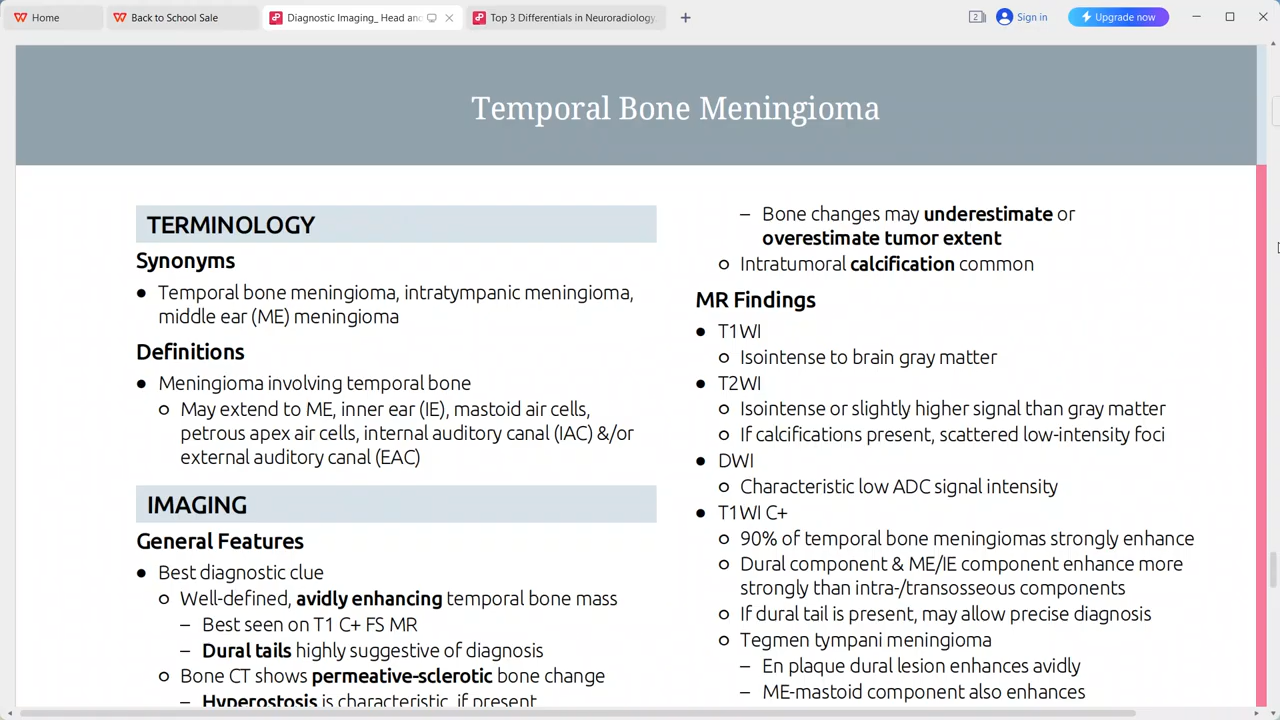 Home
Back to School Sale
Diagnostic Imaging_ Head and
Top 3 Differentials in Neuroradiology
2
Sign in
Upgrade now
Temporal Bone Meningioma
TERMINOLOGY
Synonyms
● Temporal bone meningioma, intratympanic meningioma,
middle ear (ME) meningioma
Definitions
● Meningioma involving temporal bone
○ May extend to ME, inner ear (IE), mastoid air cells,
petrous apex air cells, internal auditory canal (IAC) &/or
external auditory canal (EAC)
IMAGING
General Features
● Best diagnostic clue
○ Well-defined, avidly enhancing temporal bone mass
– Best seen on T1 C+ FS MR
– Dural tails highly suggestive of diagnosis
○ Bone CT shows permeative-sclerotic bone change
– Hyperostosis is characteristic, if present
– Bone changes may underestimate or
overestimate tumor extent
○ Intratumoral calcification common
MR Findings
● T1WI
○ Isointense to brain gray matter
● T2WI
○ Isointense or slightly higher signal than gray matter
○ If calcifications present, scattered low-intensity foci
● DWI
○ Characteristic low ADC signal intensity
● T1WI C+
○ 90% of temporal bone meningiomas strongly enhance
○ Dural component & ME/IE component enhance more
strongly than intra-/transosseous components
○ If dural tail is present, may allow precise diagnosis
○ Tegmen tympani meningioma
– En plaque dural lesion enhances avidly
– ME-mastoid component also enhances